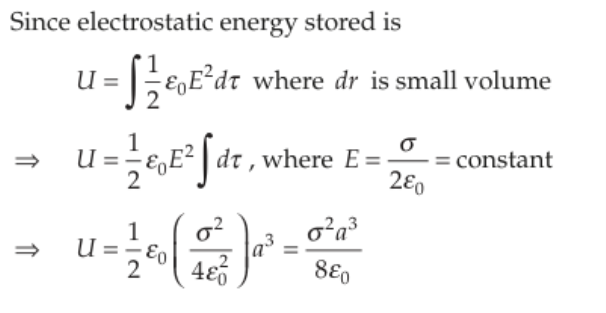 Since electrostatic energy stored is
U = ∫ 1/2 ε₀E²dτ where dr is small volume
⇒ U = 1/2 ε₀E² ∫ dτ , where E = σ/2ε₀ = constant
⇒ U = 1/2 ε₀ (σ²/4ε₀²) a³ = σ²a³/8ε₀